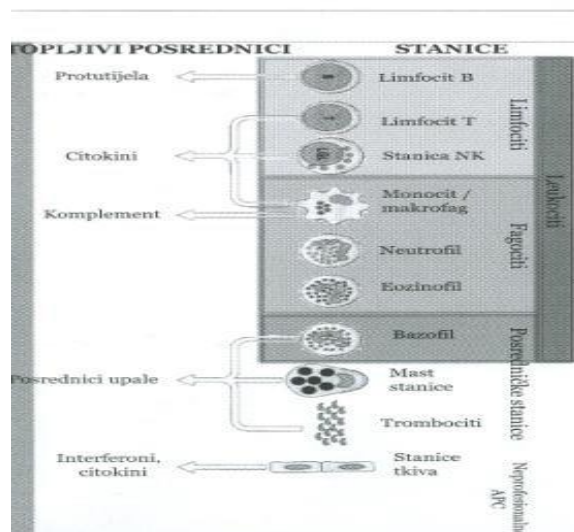 TOPLJIVI POSREDNICI
STANICE
Protutijela
Limfocit B
Limfocit T
Citokini
Stanica NK
Monocit /
makrofag
Komplement
Neutrofil
Eozinofil
Bazofil
Posrednici upale
Mast
stanice
Trombociti
Interferoni,
citokini
Stanice
tkiva
Limfociti
Fagociti
Posredničke stanice
Neprofesionalne
APC
Leukociti